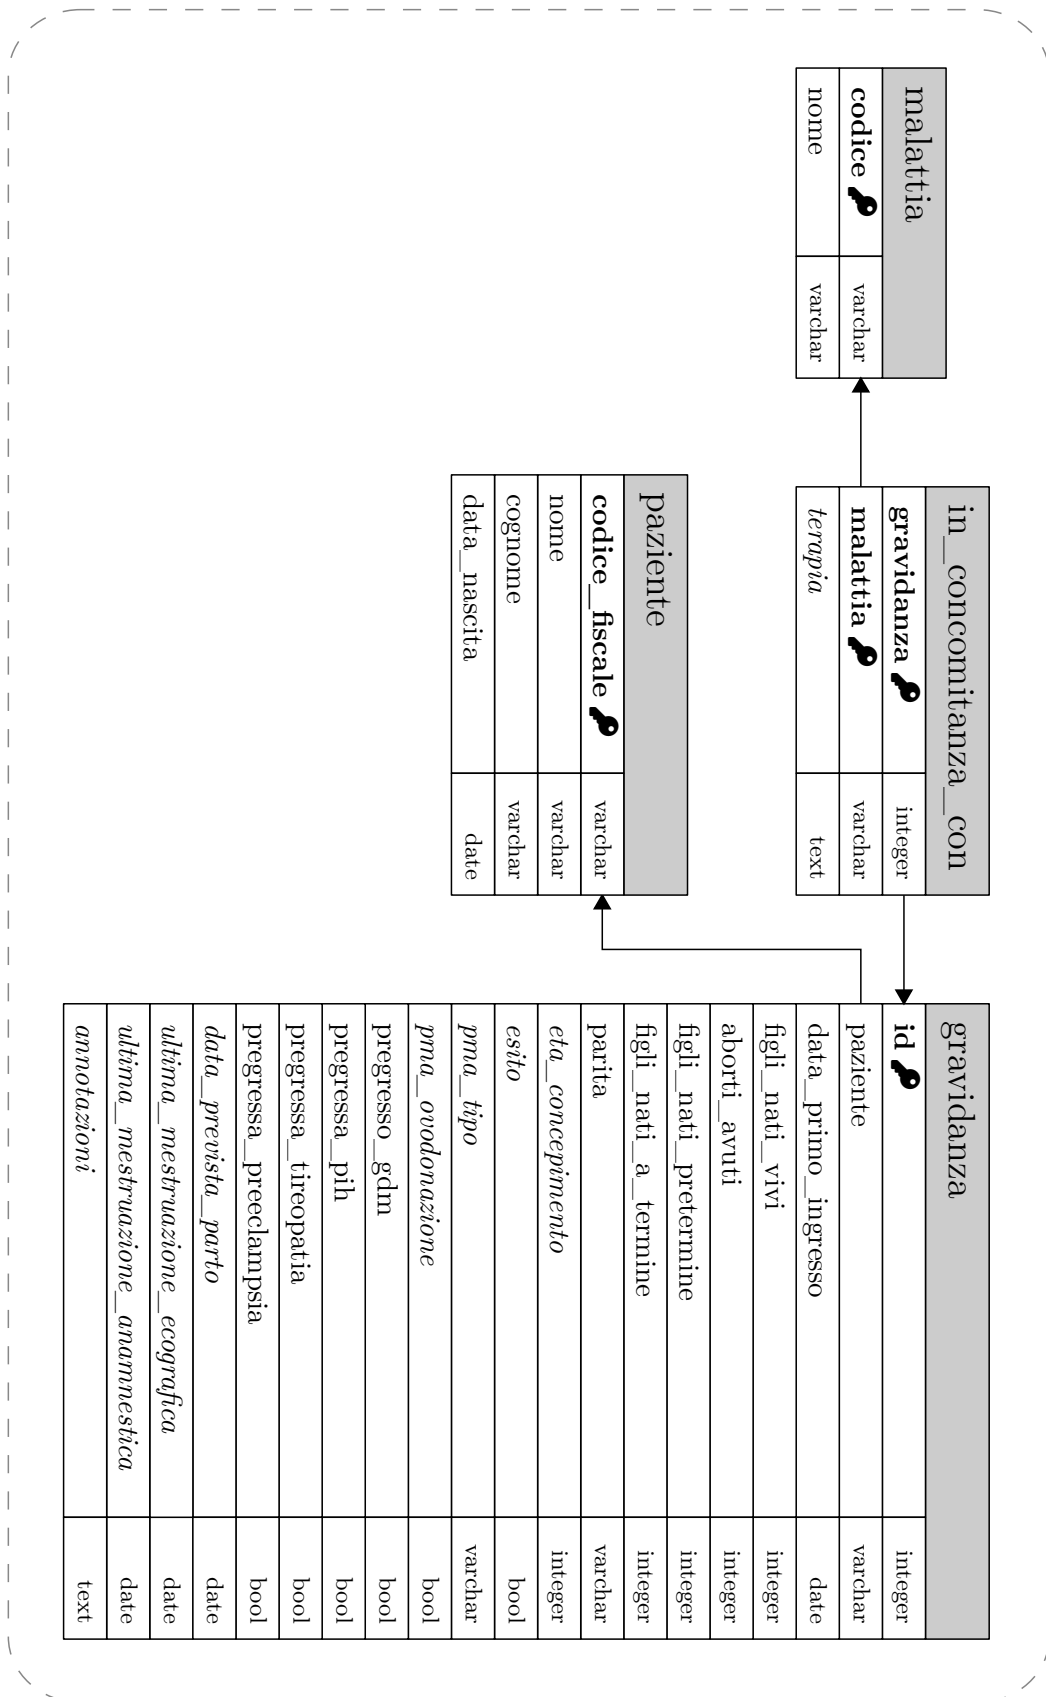 malattia
codice varchar
nome varchar
in_concomitanza_con
gravidanza integer
malattia varchar
terapia text
paziente
codice_fiscale varchar
nome varchar
cognome varchar
data_nascita date
gravidanza
id integer
paziente varchar
data_primo_ingresso date
figli_nati_vivi integer
aborti_avuti integer
figli_nati_pretermine integer
figli_nati_a_termine integer
parita varchar
eta_concepimento integer
esito bool
pma_tipo varchar
pma_ovodonazione bool
pregresso_gdm bool
pregressa_pih bool
pregressa_tireopatia bool
pregressa_preeclampsia bool
data_prevista_parto date
ultima_mestruazione_ecografica date
ultima_mestruazione_anamnestica date
annotazioni text